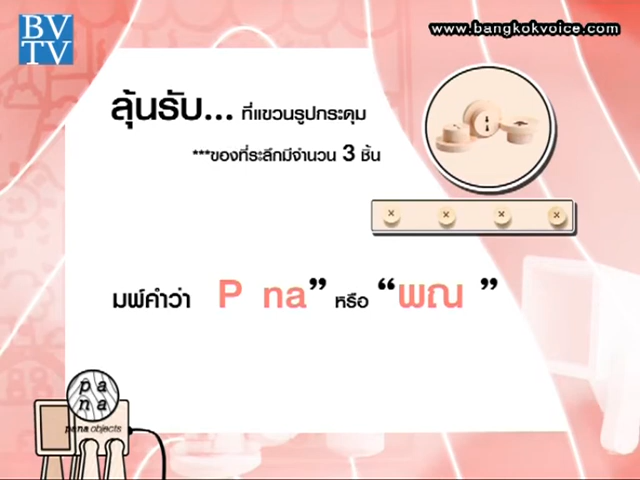 BV
TV
www.bangkokvoice.com
ลุ้นรับ... ที่แขวนรูปกระดุม
***ของที่ระลึกมีจำนวน 3 ชิ้น
มพ์คำว่า P na” หรือ “พณ ”
pa
na
pana objects